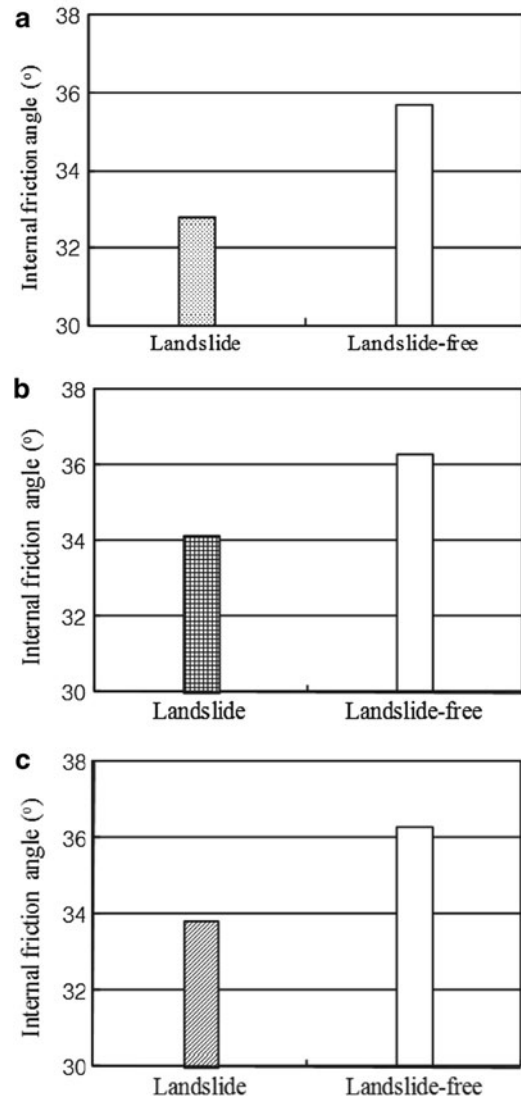 a
Internal friction angle (º)
38
36
34
32
30
Landslide
Landslide-free
b
Internal friction angle (º)
38
36
34
32
30
Landslide
Landslide-free
c
Internal friction angle (º)
38
36
34
32
30
Landslide
Landslide-free